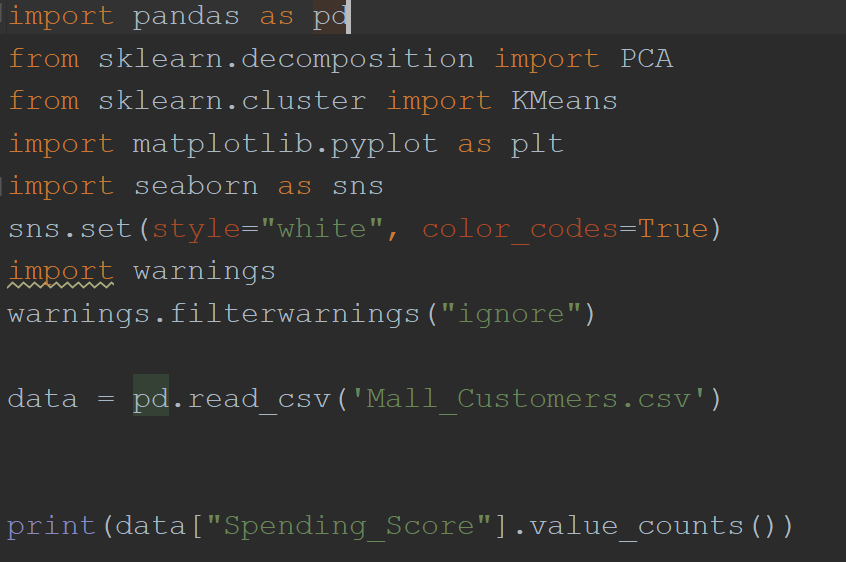 import pandas as pd
from sklearn.decomposition import PCA
from sklearn.cluster import KMeans
import matplotlib.pyplot as plt
import seaborn as sns
sns.set(style="white", color_codes=True)
import warnings
warnings.filterwarnings("ignore")
data = pd.read_csv('Mall_Customers.csv')
print(data["Spending_Score"].value_counts())